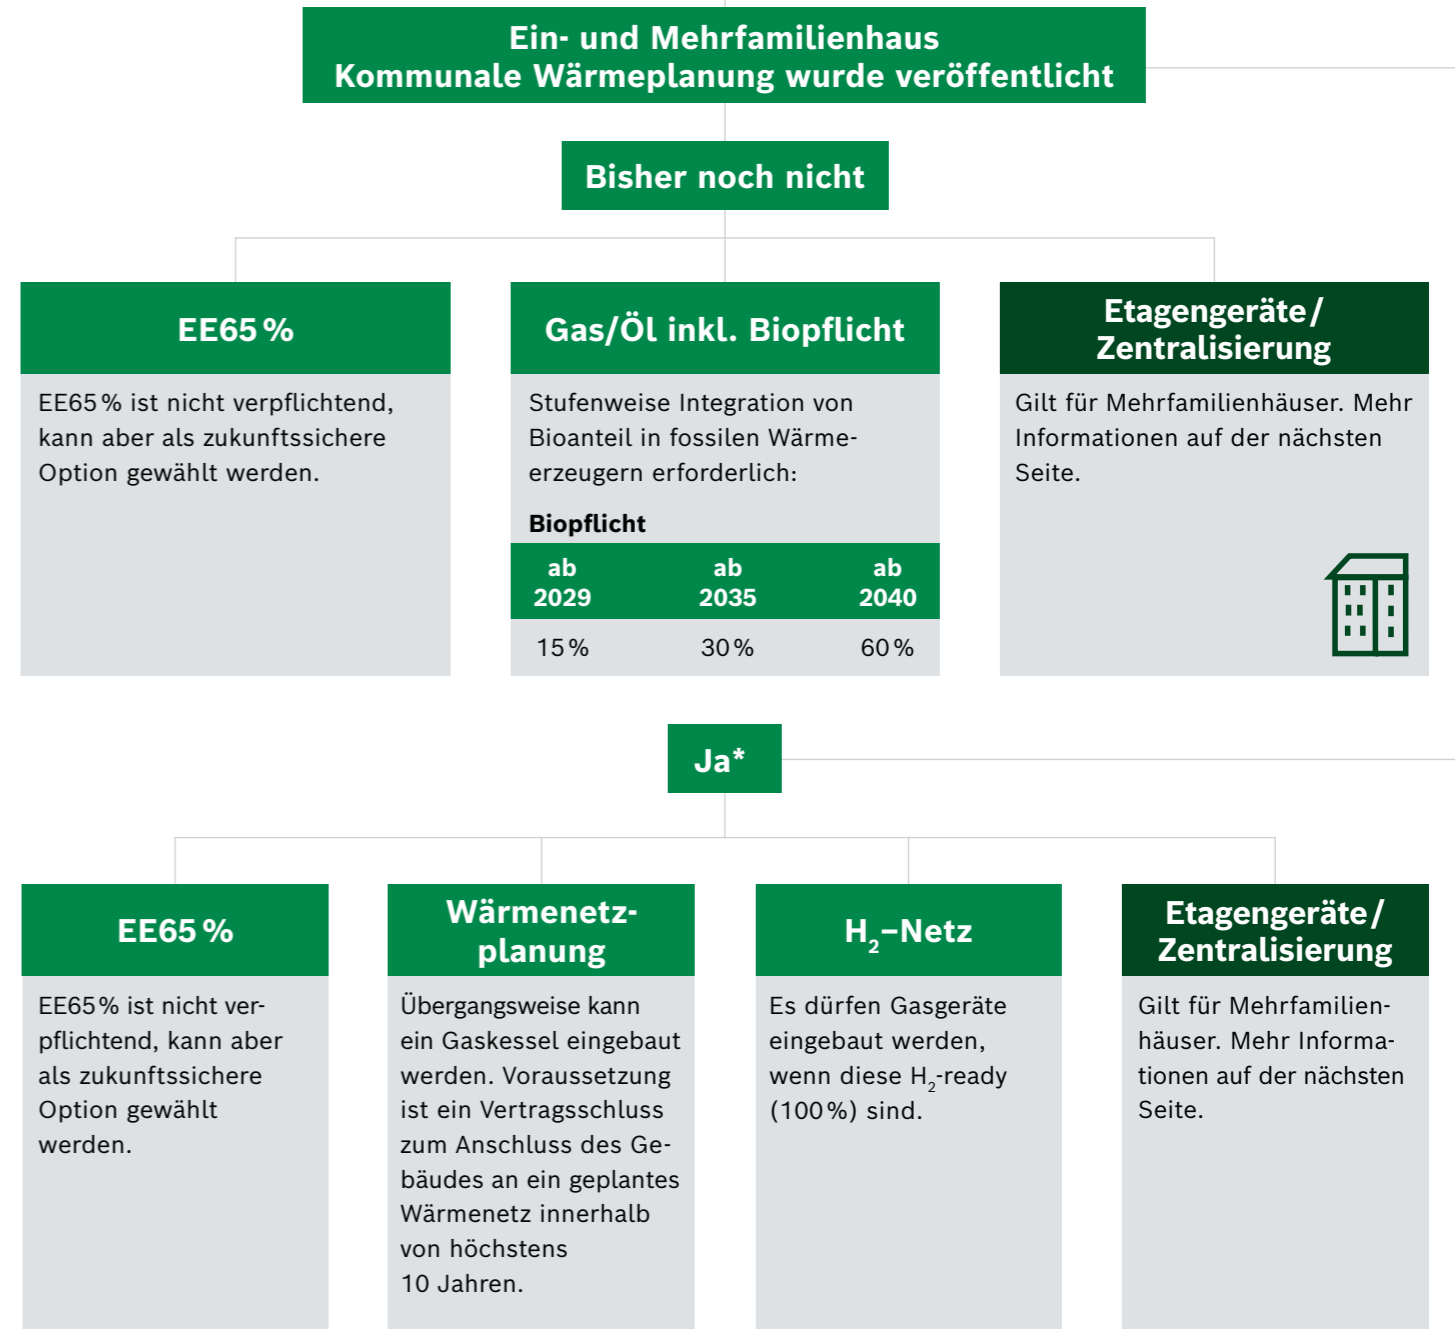 Ein- und Mehrfamilienhaus
Kommunale Wärmeplanung wurde veröffentlicht
Bisher noch nicht
EE65 %
EE65 % ist nicht verpflichtend,
kann aber als zukunftssichere
Option gewählt werden.
Gas/Öl inkl. Biopflicht
Stufenweise Integration von
Bioanteil in fossilen Wärme-
erzeugern erforderlich:
Biopflicht
ab 2029 ab 2035 ab 2040
15 % 30 % 60 %
Etagengeräte/
Zentralisierung
Gilt für Mehrfamilienhäuser. Mehr
Informationen auf der nächsten
Seite.
Ja*
EE65 %
EE65 % ist nicht ver-
pflichtend, kann aber
als zukunftssichere
Option gewählt
werden.
Wärmenetz-
planung
Übergangsweise kann
ein Gaskessel eingebaut
werden. Voraussetzung
ist ein Vertragsschluss
zum Anschluss des Ge-
bäudes an ein geplantes
Wärmenetz innerhalb
von höchstens
10 Jahren.
H₂–Netz
Es dürfen Gasgeräte
eingebaut werden,
wenn diese H₂-ready
(100 %) sind.
Etagengeräte/
Zentralisierung
Gilt für Mehrfamilien-
häuser. Mehr Informa-
tionen auf der nächsten
Seite.